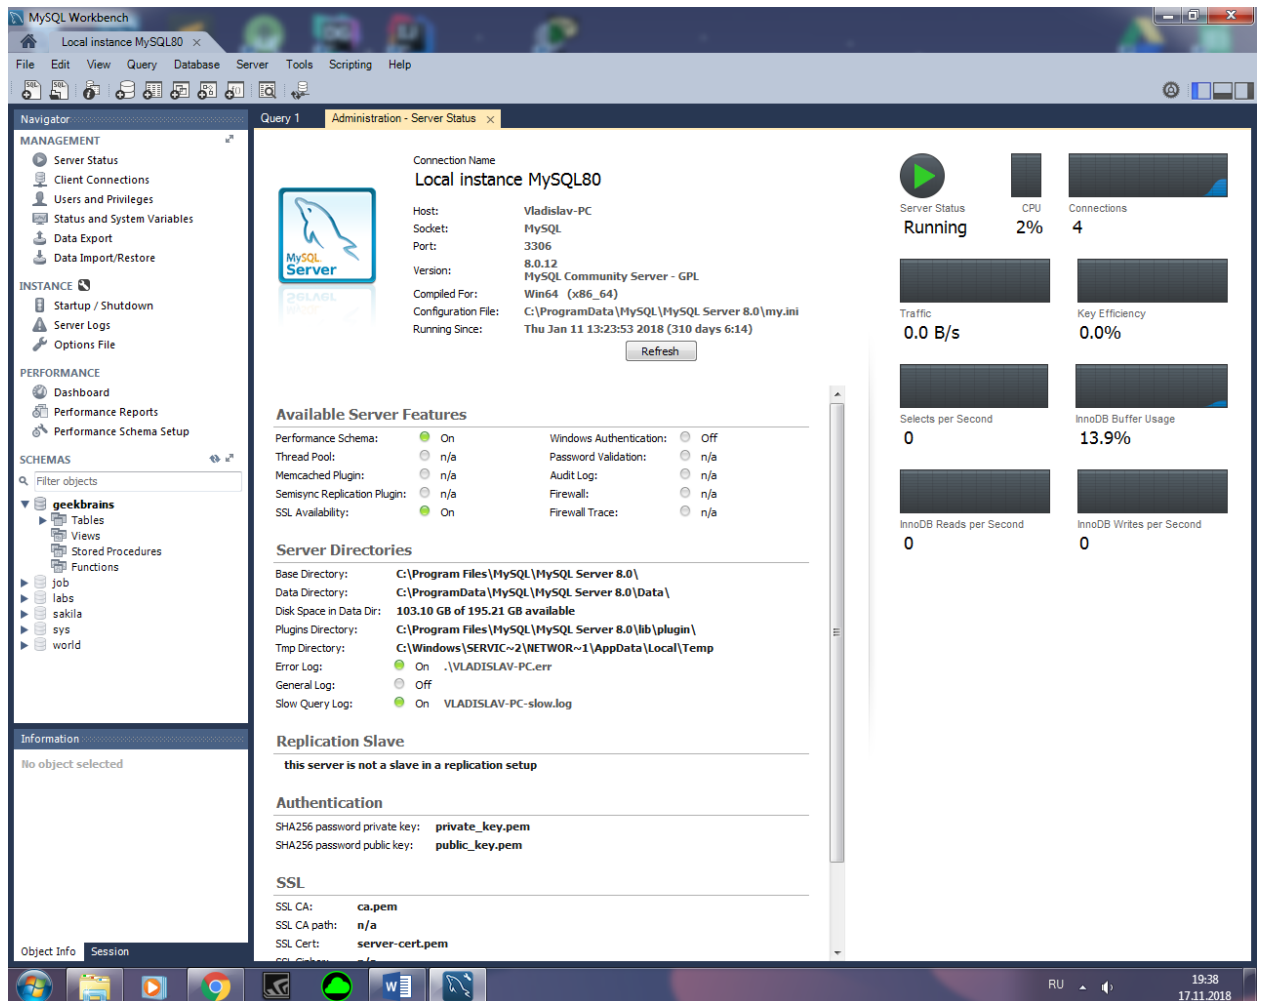 MySQL Workbench
Local instance MySQL80 ×
File Edit View Query Database Server Tools Scripting Help
Navigator
MANAGEMENT
Server Status
Client Connections
Users and Privileges
Status and System Variables
Data Export
Data Import/Restore
INSTANCE
Startup / Shutdown
Server Logs
Options File
PERFORMANCE
Dashboard
Performance Reports
Performance Schema Setup
SCHEMAS
Filter objects
geekbrains
Tables
Views
Stored Procedures
Functions
job
labs
sakila
sys
world
Information
No object selected
Object Info Session
Query 1 Administration - Server Status ×
MySQL
Server
Connection Name
Local instance MySQL80
Host: Vladislav-PC
Socket: MySQL
Port: 3306
Version: 8.0.12
MySQL Community Server - GPL
Compiled For: Win64 (x86_64)
Configuration File: C:\ProgramData\MySQL\MySQL Server 8.0\my.ini
Running Since: Thu Jan 11 13:23:53 2018 (310 days 6:14)
Refresh
Available Server Features
Performance Schema: On Windows Authentication: Off
Thread Pool: n/a Password Validation: n/a
Memcached Plugin: n/a Audit Log: n/a
Semisync Replication Plugin: n/a Firewall: n/a
SSL Availability: On Firewall Trace: n/a
Server Directories
Base Directory: C:\Program Files\MySQL\MySQL Server 8.0\
Data Directory: C:\ProgramData\MySQL\MySQL Server 8.0\Data\
Disk Space in Data Dir: 103.10 GB of 195.21 GB available
Plugins Directory: C:\Program Files\MySQL\MySQL Server 8.0\lib\plugin\
Tmp Directory: C:\Windows\SERVIC~2\NETWOR~1\AppData\Local\Temp
Error Log: On .\VLADISLAV-PC.err
General Log: Off
Slow Query Log: On VLADISLAV-PC-slow.log
Replication Slave
this server is not a slave in a replication setup
Authentication
SHA256 password private key: private_key.pem
SHA256 password public key: public_key.pem
SSL
SSL CA: ca.pem
SSL CA path: n/a
SSL Cert: server-cert.pem
Server Status CPU Connections
Running 2% 4
Traffic Key Efficiency
0.0 B/s 0.0%
Selects per Second InnoDB Buffer Usage
0 13.9%
InnoDB Reads per Second InnoDB Writes per Second
0 0
RU 19:38
17.11.2018